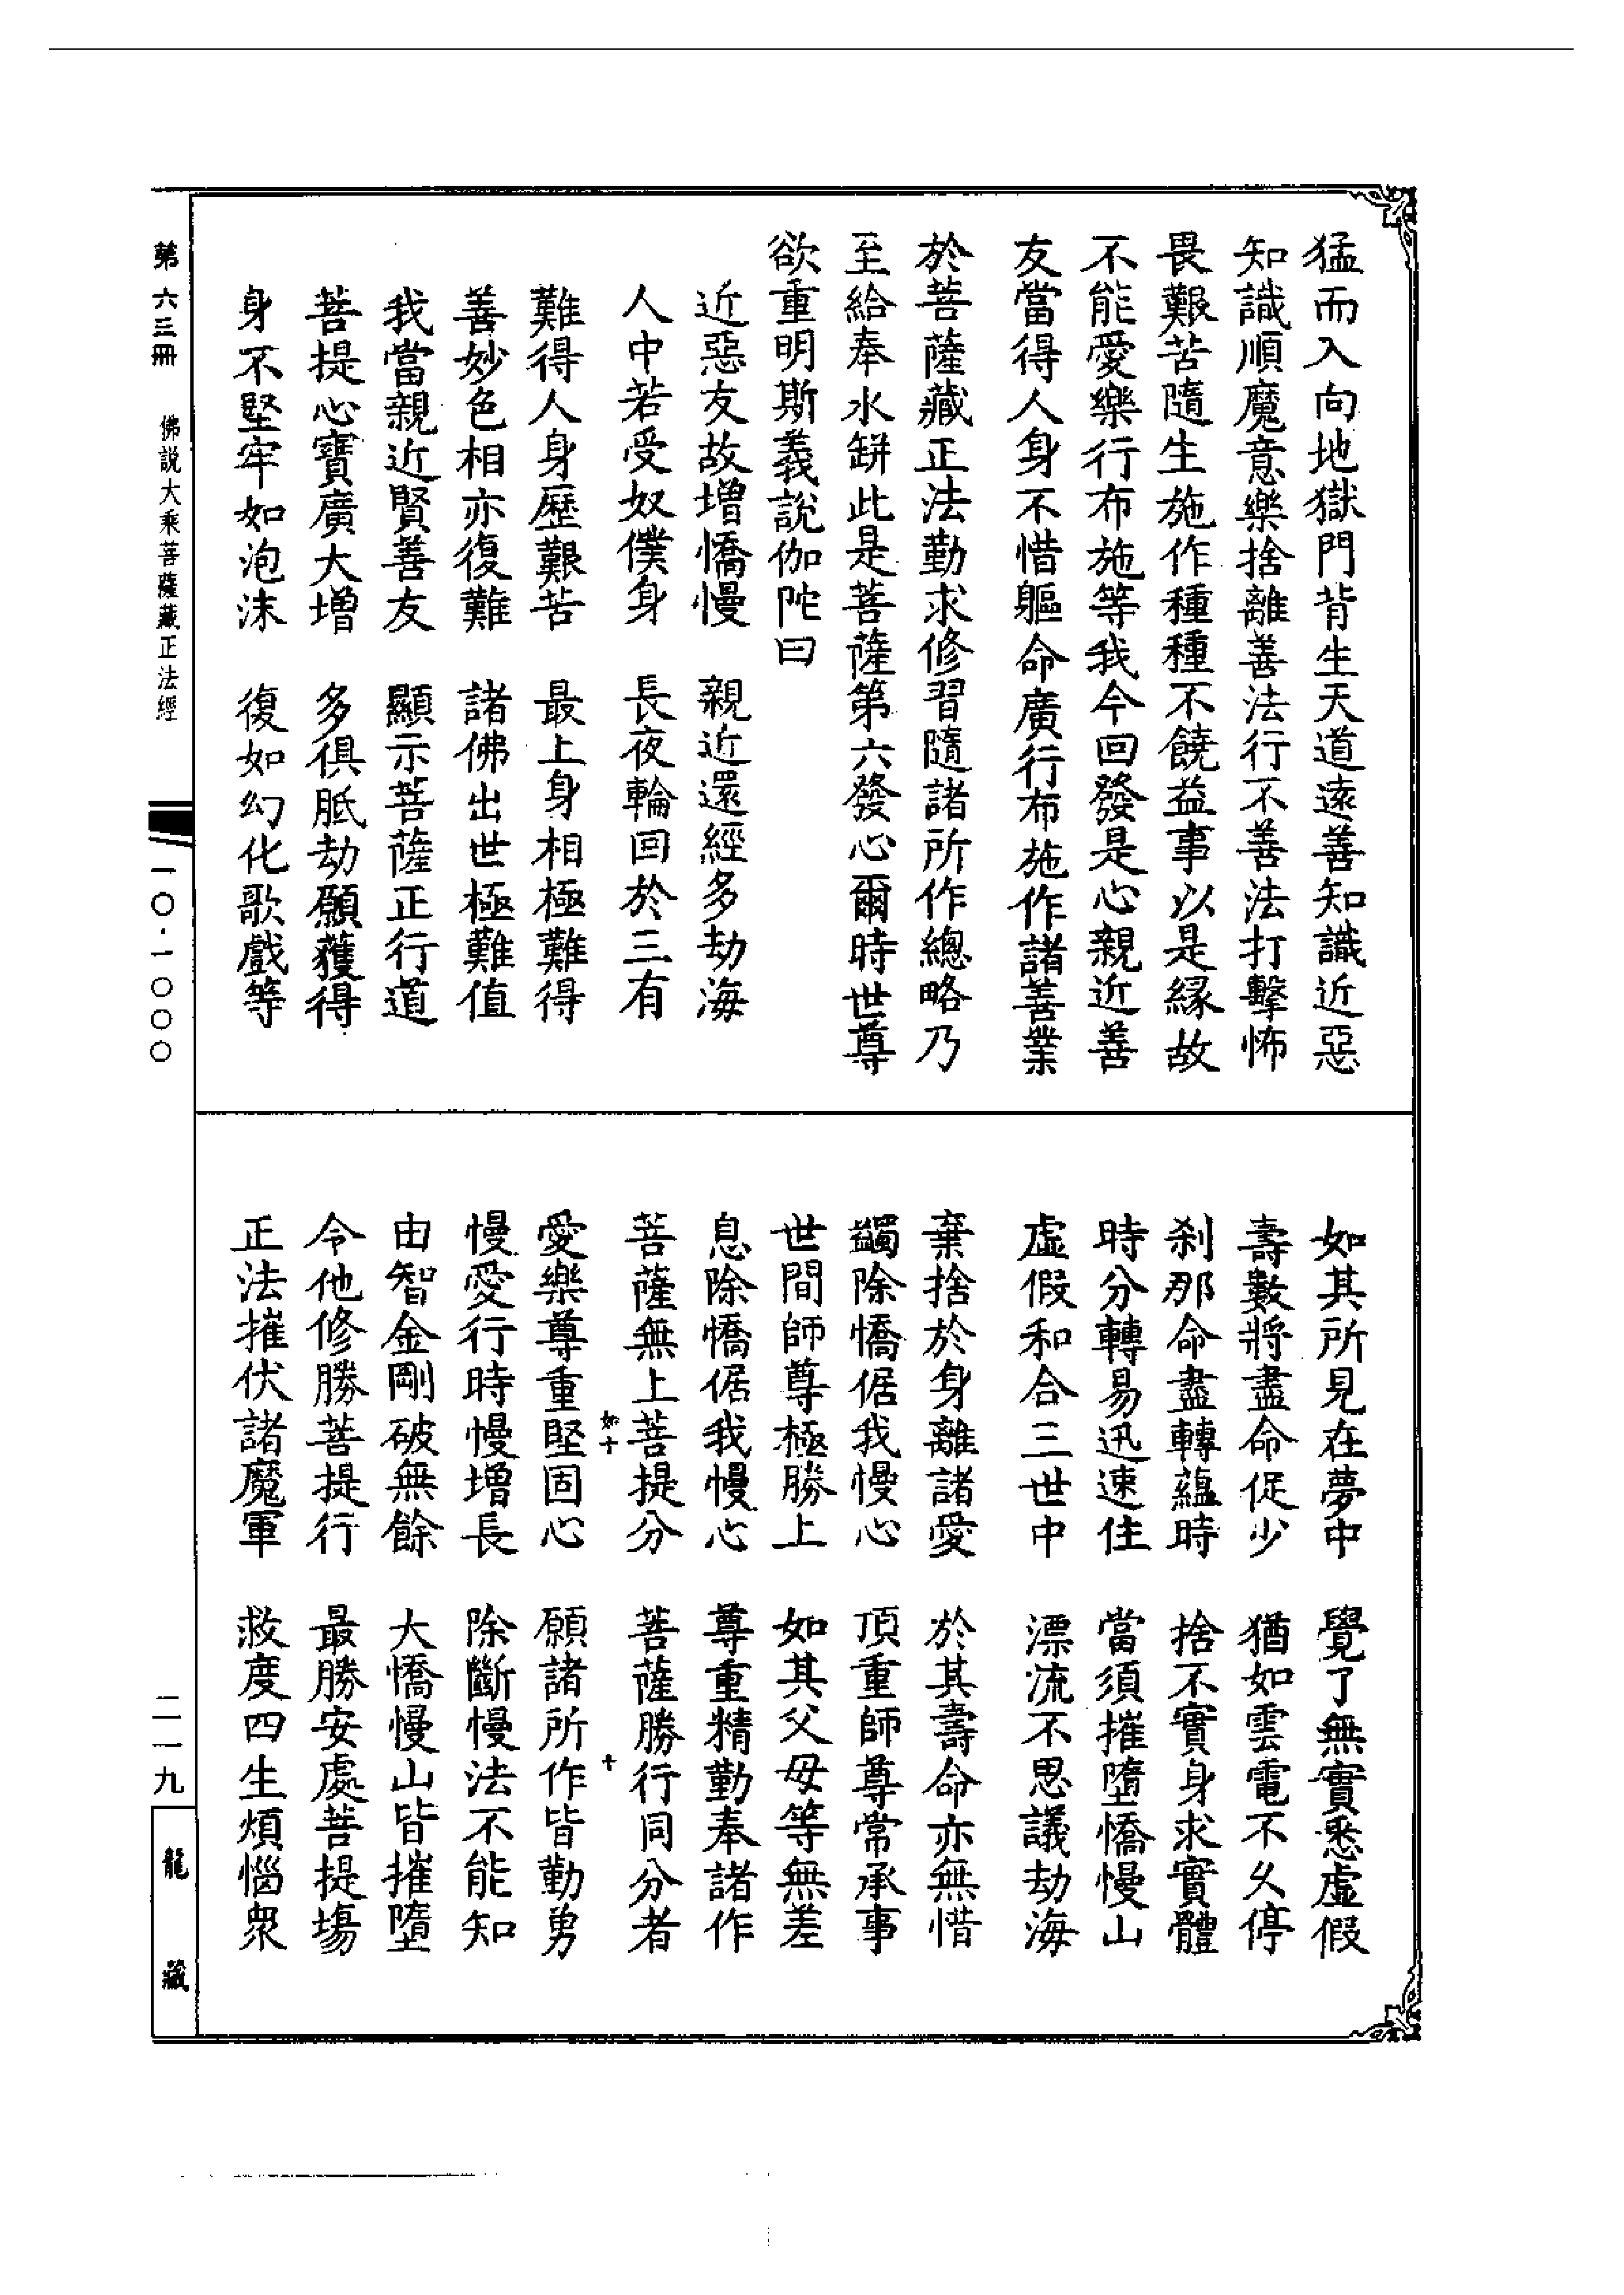 猛而入向地獄門背生天道遠善知識近惡
知識順魔意樂捨離善法行不善法打擊怖
畏艱苦隨生施作種種不饒益事以是緣故
不能愛樂行布施等我今回發是心親近善
友當得人身不惜軀命廣行布施作諸善業
於菩薩藏正法勤求修習隨諸所作總略乃
至給奉水缾此是菩薩第六發心爾時世尊
欲重明斯義說伽陀曰
近惡友故增憍慢　親近還經多劫海
人中若受奴僕身　長夜輪回於三有
難得人身歷艱苦　最上身相極難得
善妙色相亦復難　諸佛出世極難值
我當親近賢善友　顯示菩薩正行道
菩提心寶廣大增　多俱胝劫願獲得
身不堅牢如泡沫　復如幻化歌戲等
如其所見在夢中　覺了無實悉虛假
壽數將盡命促少　猶如雲電不久停
剎那命盡轉蘊時　捨不實身求實體
時分轉易迅速住　當須摧墮憍慢山
虛假和合三世中　漂流不思議劫海
棄捨於身離諸愛　於其壽命亦無惜
蠲除憍倨我慢心　頂重師尊常承事
世間師尊極勝上　如其父母等無差
息除憍倨我慢心　尊重精勤奉諸作
菩薩無上菩提分　菩薩勝行同分者
如十　十
愛樂尊重堅固心　願諸所作皆勤勇
慢愛行時慢增長　除斷慢法不能知
由智金剛破無餘　大憍慢山皆摧墮
令他修勝菩提行　最勝安處菩提場
正法摧伏諸魔軍　救度四生煩惱眾
第六三冊　佛說大乘菩薩藏正法經　一〇·一〇〇〇　二一九　龍藏